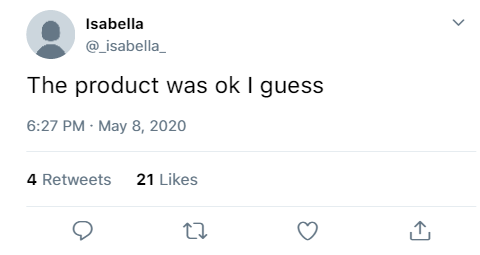 Isabella
@_isabella_
The product was ok I guess
6:27 PM · May 8, 2020
4 Retweets 21 Likes